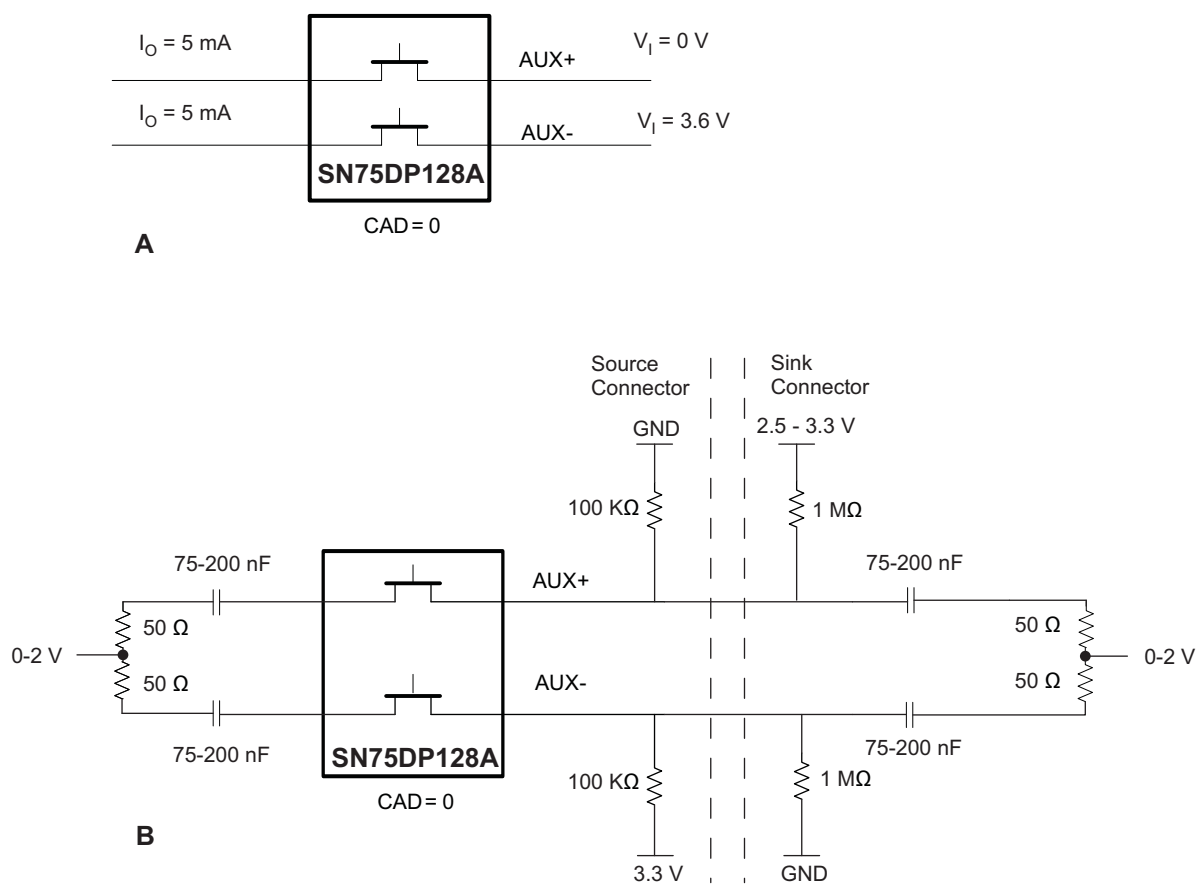 I_O = 5 mA
V_I = 0 V
AUX+
I_O = 5 mA
V_I = 3.6 V
AUX-
SN75DP128A
CAD = 0
A
Source
Connector
Sink
Connector
GND
2.5 - 3.3 V
100 KΩ
1 MΩ
75-200 nF
AUX+
75-200 nF
50 Ω
50 Ω
0-2 V
0-2 V
50 Ω
50 Ω
AUX-
75-200 nF
75-200 nF
SN75DP128A
100 KΩ
1 MΩ
CAD = 0
B
3.3 V
GND